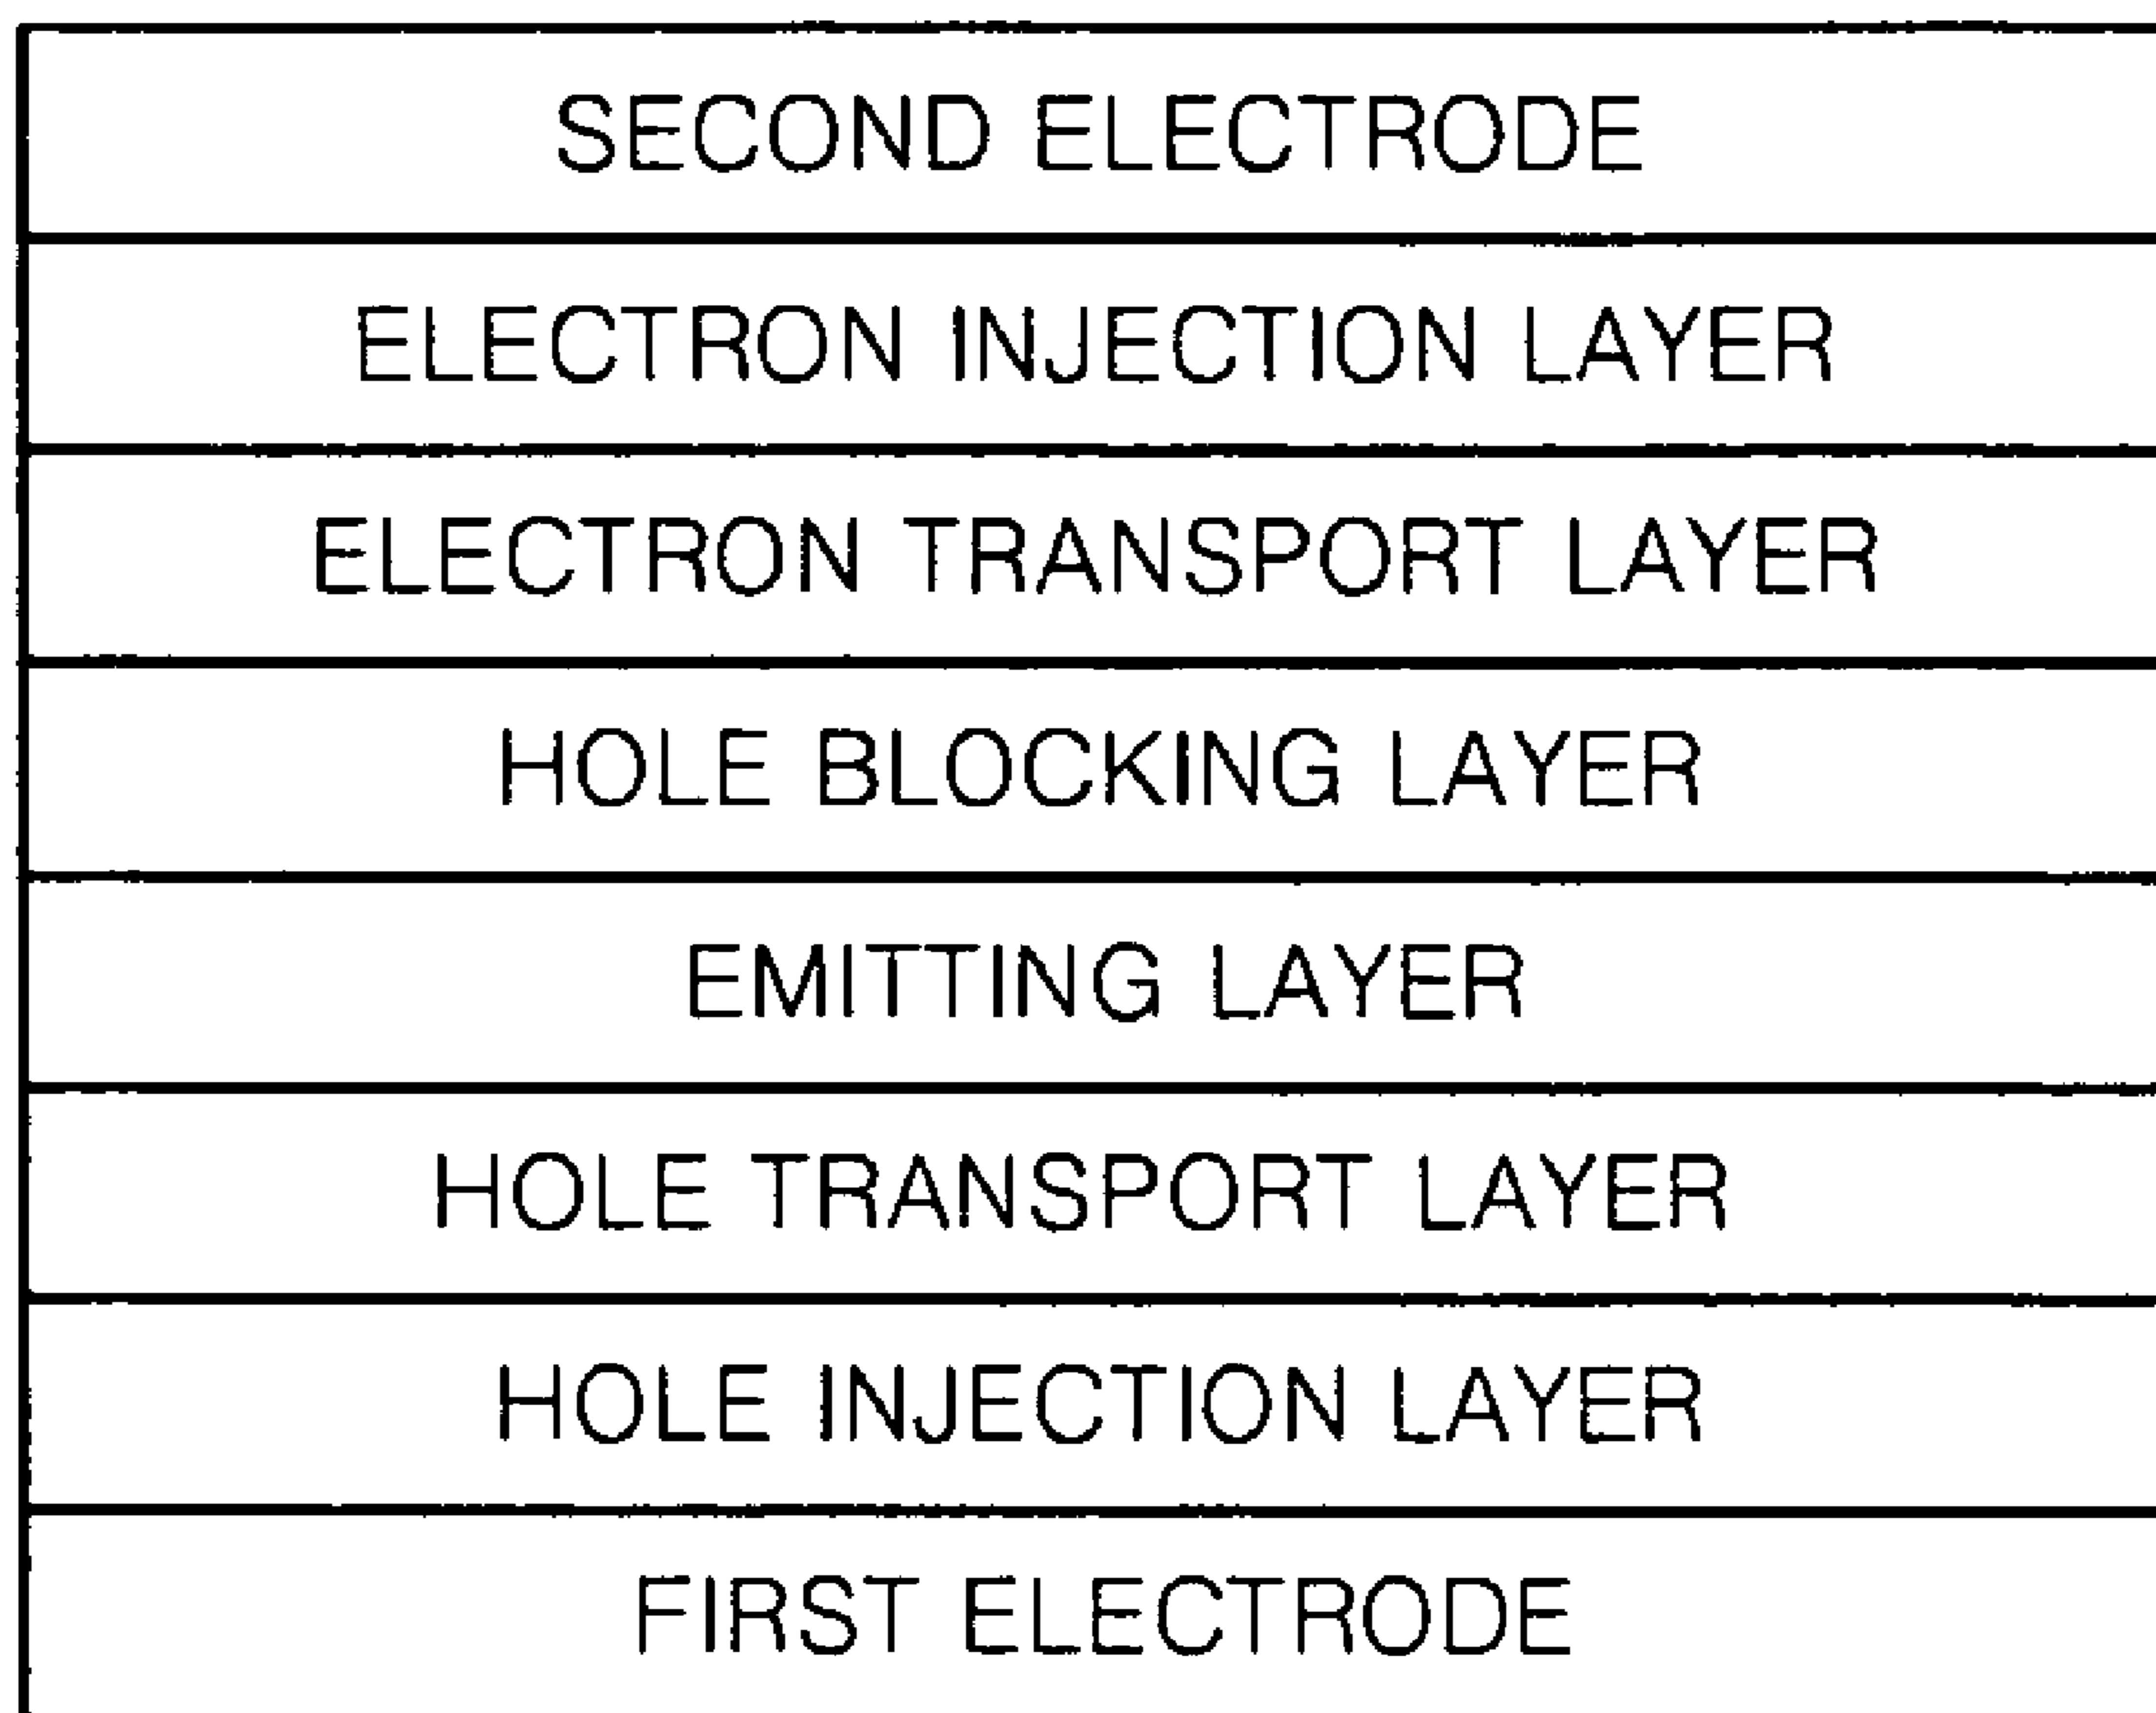 SECOND ELECTRODE
ELECTRON INJECTION LAYER
ELECTRON TRANSPORT LAYER
HOLE BLOCKING LAYER
EMITTING LAYER
HOLE TRANSPORT LAYER
HOLE INJECTION LAYER
FIRST ELECTRODE